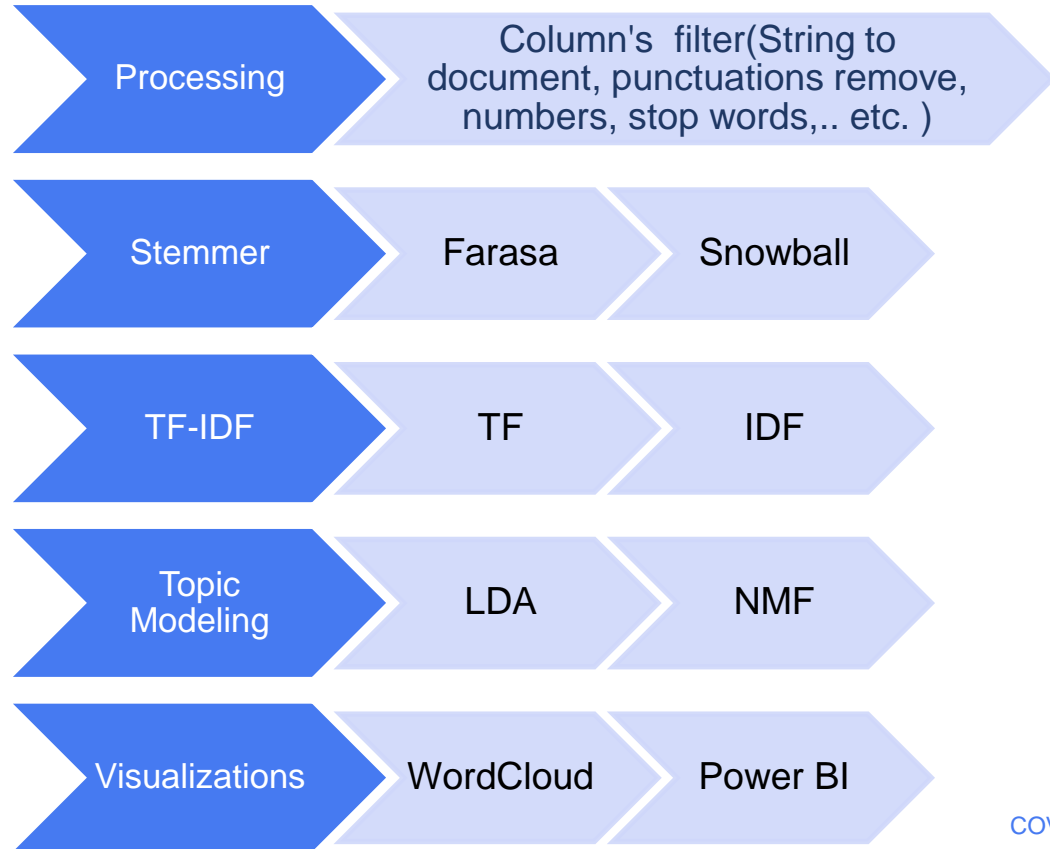 Processing
Column's filter(String to
document, punctuations remove,
numbers, stop words,.. etc. )
Stemmer
Farasa
Snowball
TF-IDF
TF
IDF
Topic
Modeling
LDA
NMF
Visualizations
WordCloud
Power BI
COV